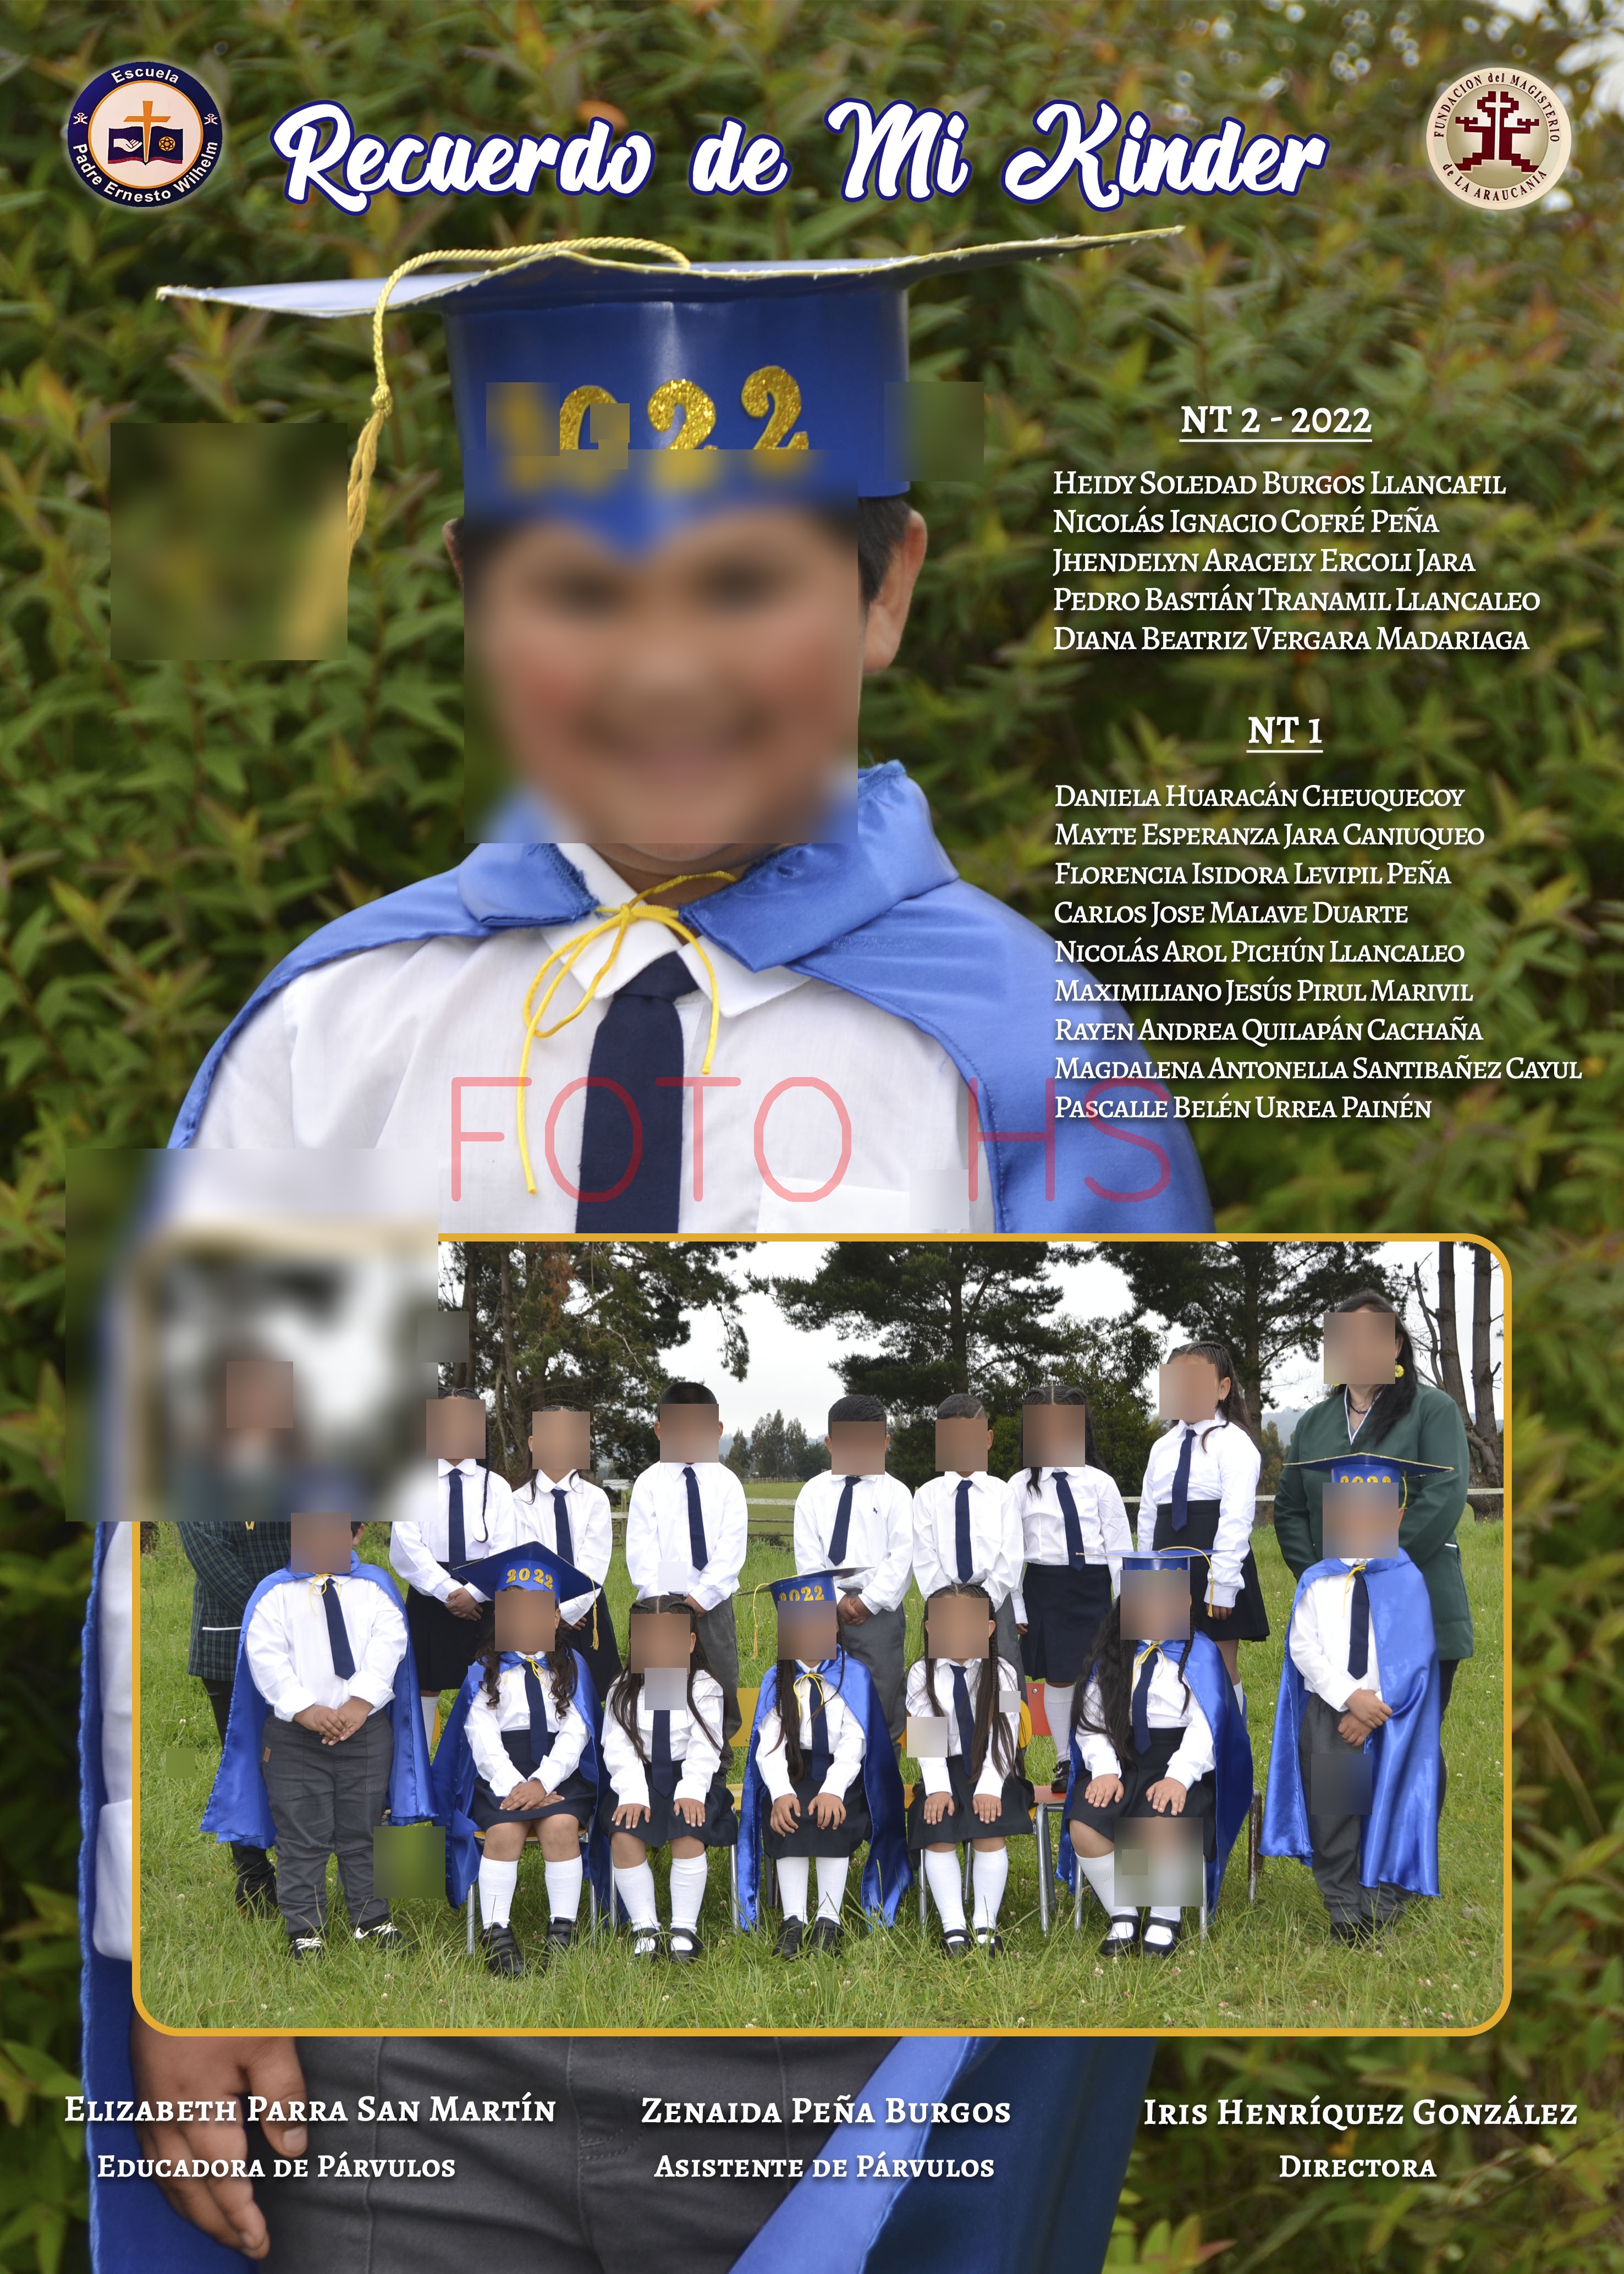 Escuela
Padre Ernesto Wilhelm
Recuerdo de Mi Kinder
FUNDACION del MAGISTERIO
de LA ARAUCANIA
NT 2 - 2022
Heidy Soledad Burgos Llancafil
Nicolás Ignacio Cofré Peña
Jhendelyn Aracely Ercoli Jara
Pedro Bastián Tranamil Llancaleo
Diana Beatriz Vergara Madariaga
NT 1
Daniela Huaracán Cheuquecoy
Mayte Esperanza Jara Caniuqueo
Florencia Isidora Levipil Peña
Carlos Jose Malave Duarte
Nicolás Arol Pichún Llancaleo
Maximiliano Jesús Pirul Marivil
Rayen Andrea Quilapán Cachaña
Magdalena Antonella Santibañez Cayul
Pascalle Belén Urrea Painén
FOTO HS
2022
2022
2022
Elizabeth Parra San Martín
Educadora de Párvulos
Zenaida Peña Burgos
Asistente de Párvulos
Iris Henríquez González
Directora